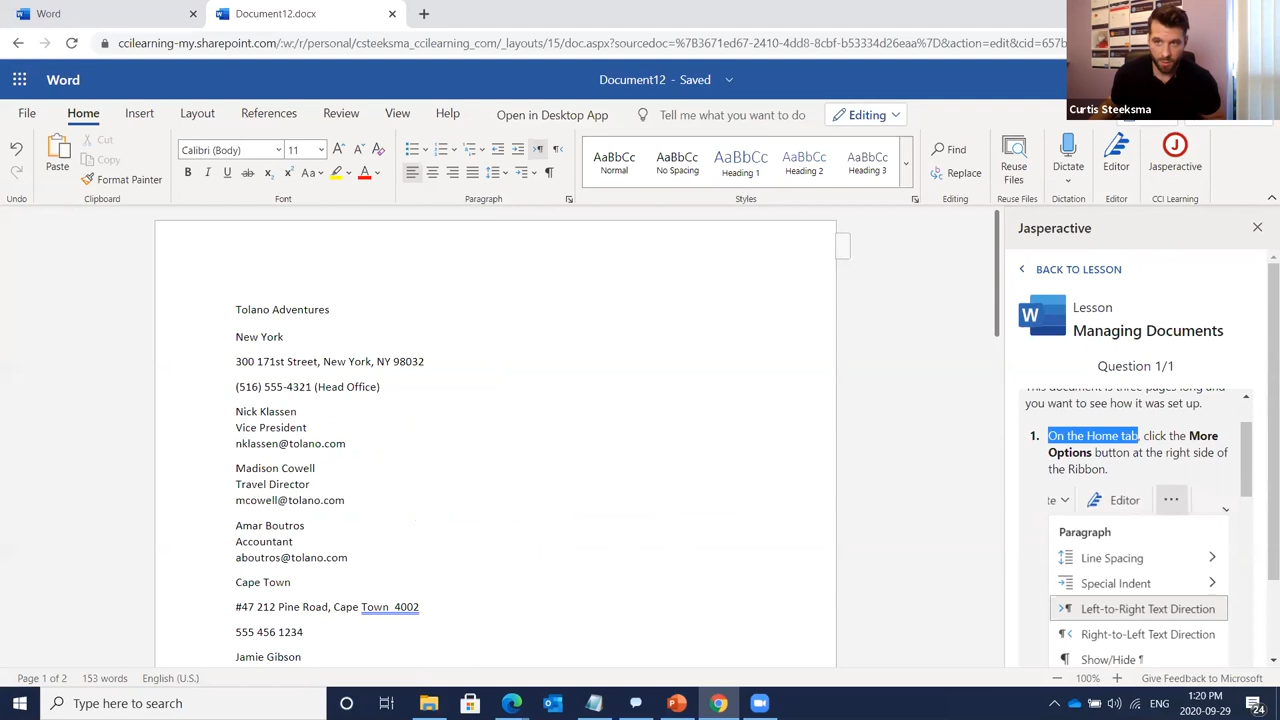 Word
Document12.docx
ccilearning-my.sharepoint.com/:w:/r/personal/csteeksma_ccilearning_com/_layouts/15/doc.aspx?sourcedoc=%7B3671ed67-2410-4dd8-8cbf-b53334d26eaa%7D&action=edit&cid=657b
Curtis Steeksma
Word
Document12 - Saved
File
Home
Insert
Layout
References
Review
View
Help
Open in Desktop App
Tell me what you want to do
Editing
Paste
Cut
Copy
Format Painter
Calibri (Body)
11
AaBbCc
Normal
AaBbCc
No Spacing
AaBbCc
Heading 1
AaBbCc
Heading 2
AaBbCc
Heading 3
Find
Replace
Reuse
Files
Dictate
Editor
J
Jasperactive
Undo
Clipboard
Font
Paragraph
Styles
Editing
Reuse Files
Dictation
Editor
CCI Learning
Tolano Adventures
New York
300 171st Street, New York, NY 98032
(516) 555-4321 (Head Office)
Nick Klassen
Vice President
nklassen@tolano.com
Madison Cowell
Travel Director
mcowell@tolano.com
Amar Boutros
Accountant
aboutros@tolano.com
Cape Town
#47 212 Pine Road, Cape Town 4002
555 456 1234
Jamie Gibson
Jasperactive
BACK TO LESSON
Lesson
Managing Documents
Question 1/1
This document is three pages long and
you want to see how it was set up.
1. On the Home tab, click the More
Options button at the right side of
the Ribbon.
te
Editor
Paragraph
Line Spacing
Special Indent
Left-to-Right Text Direction
Right-to-Left Text Direction
Show/Hide ¶
Page 1 of 2
153 words
English (U.S.)
100%
Give Feedback to Microsoft
Type here to search
ENG
1:20 PM
2020-09-29
24